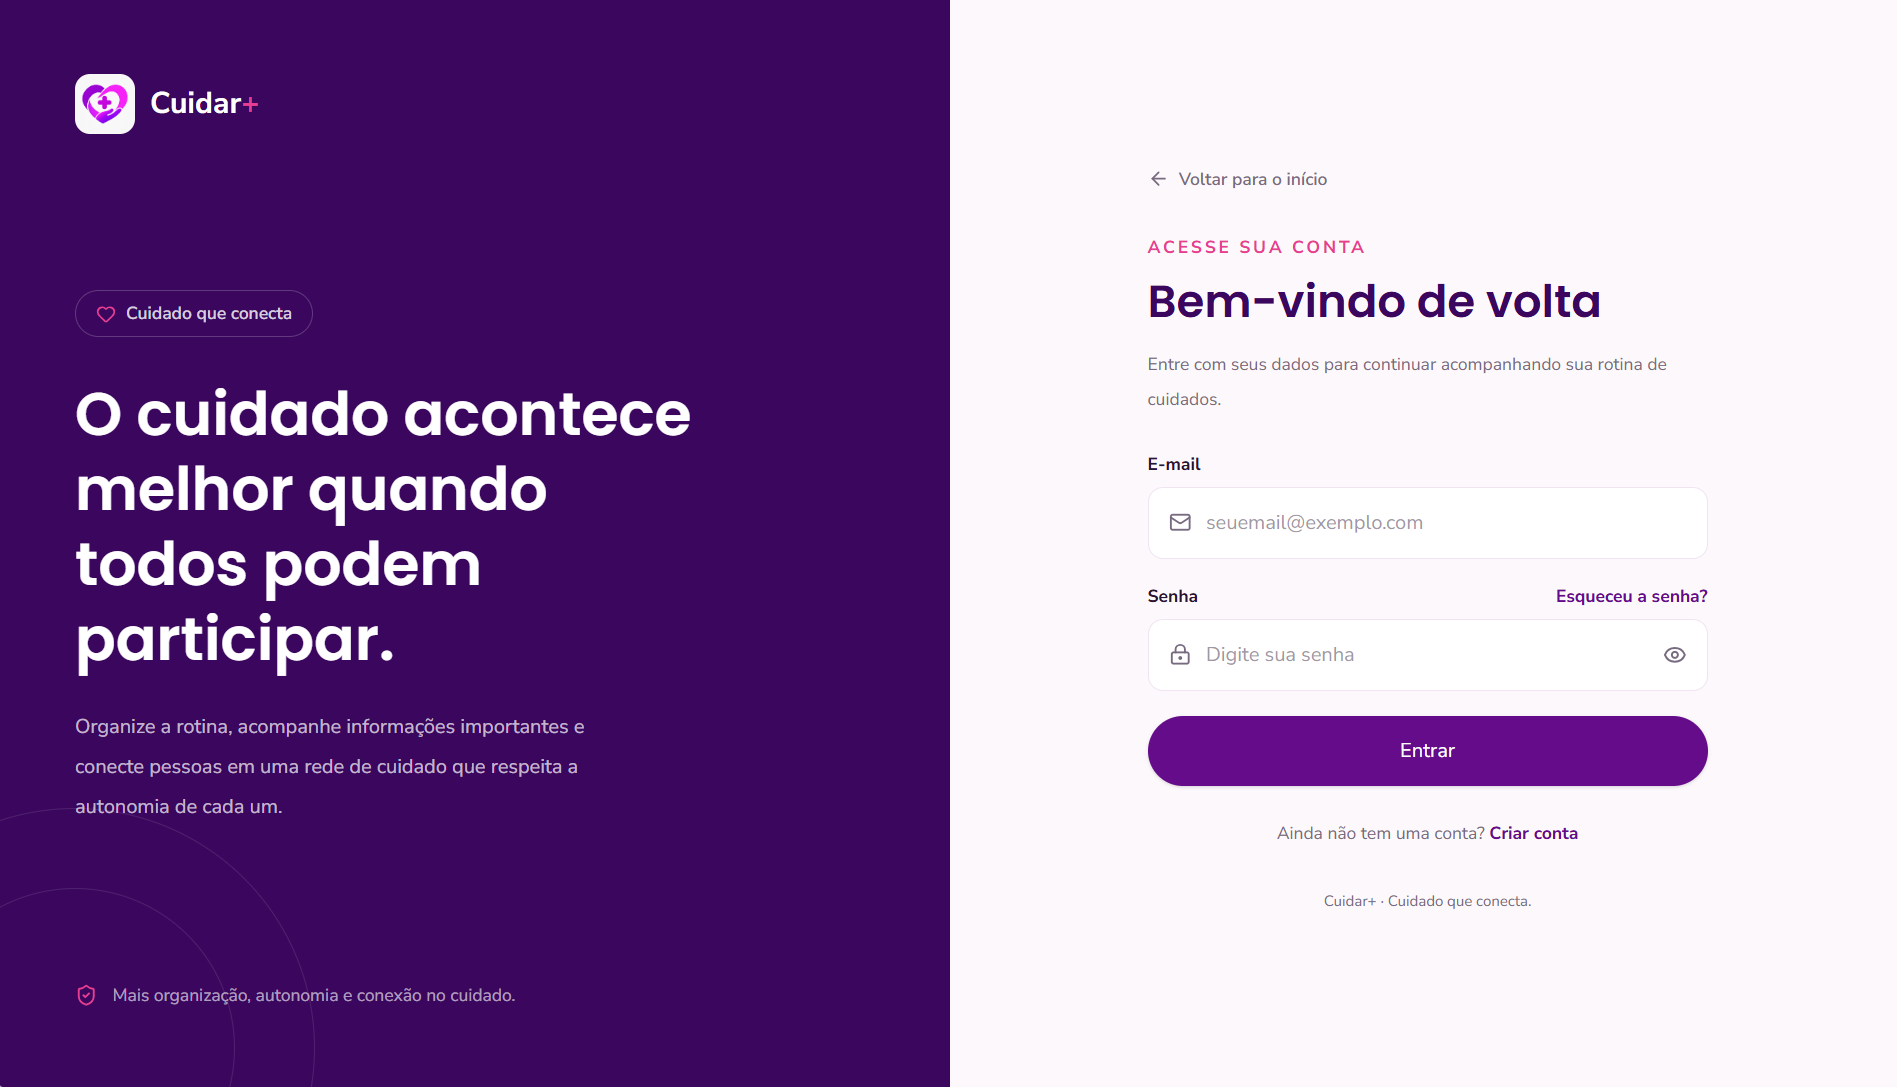 Cuidar+
Cuidado que conecta
O cuidado acontece
melhor quando
todos podem
participar.
Organize a rotina, acompanhe informações importantes e
conecte pessoas em uma rede de cuidado que respeita a
autonomia de cada um.
Mais organização, autonomia e conexão no cuidado.
Voltar para o início
ACESSE SUA CONTA
Bem-vindo de volta
Entre com seus dados para continuar acompanhando sua rotina de
cuidados.
E-mail
seuemail@exemplo.com
Senha Esqueceu a senha?
Digite sua senha
Entrar
Ainda não tem uma conta? Criar conta
Cuidar+ · Cuidado que conecta.